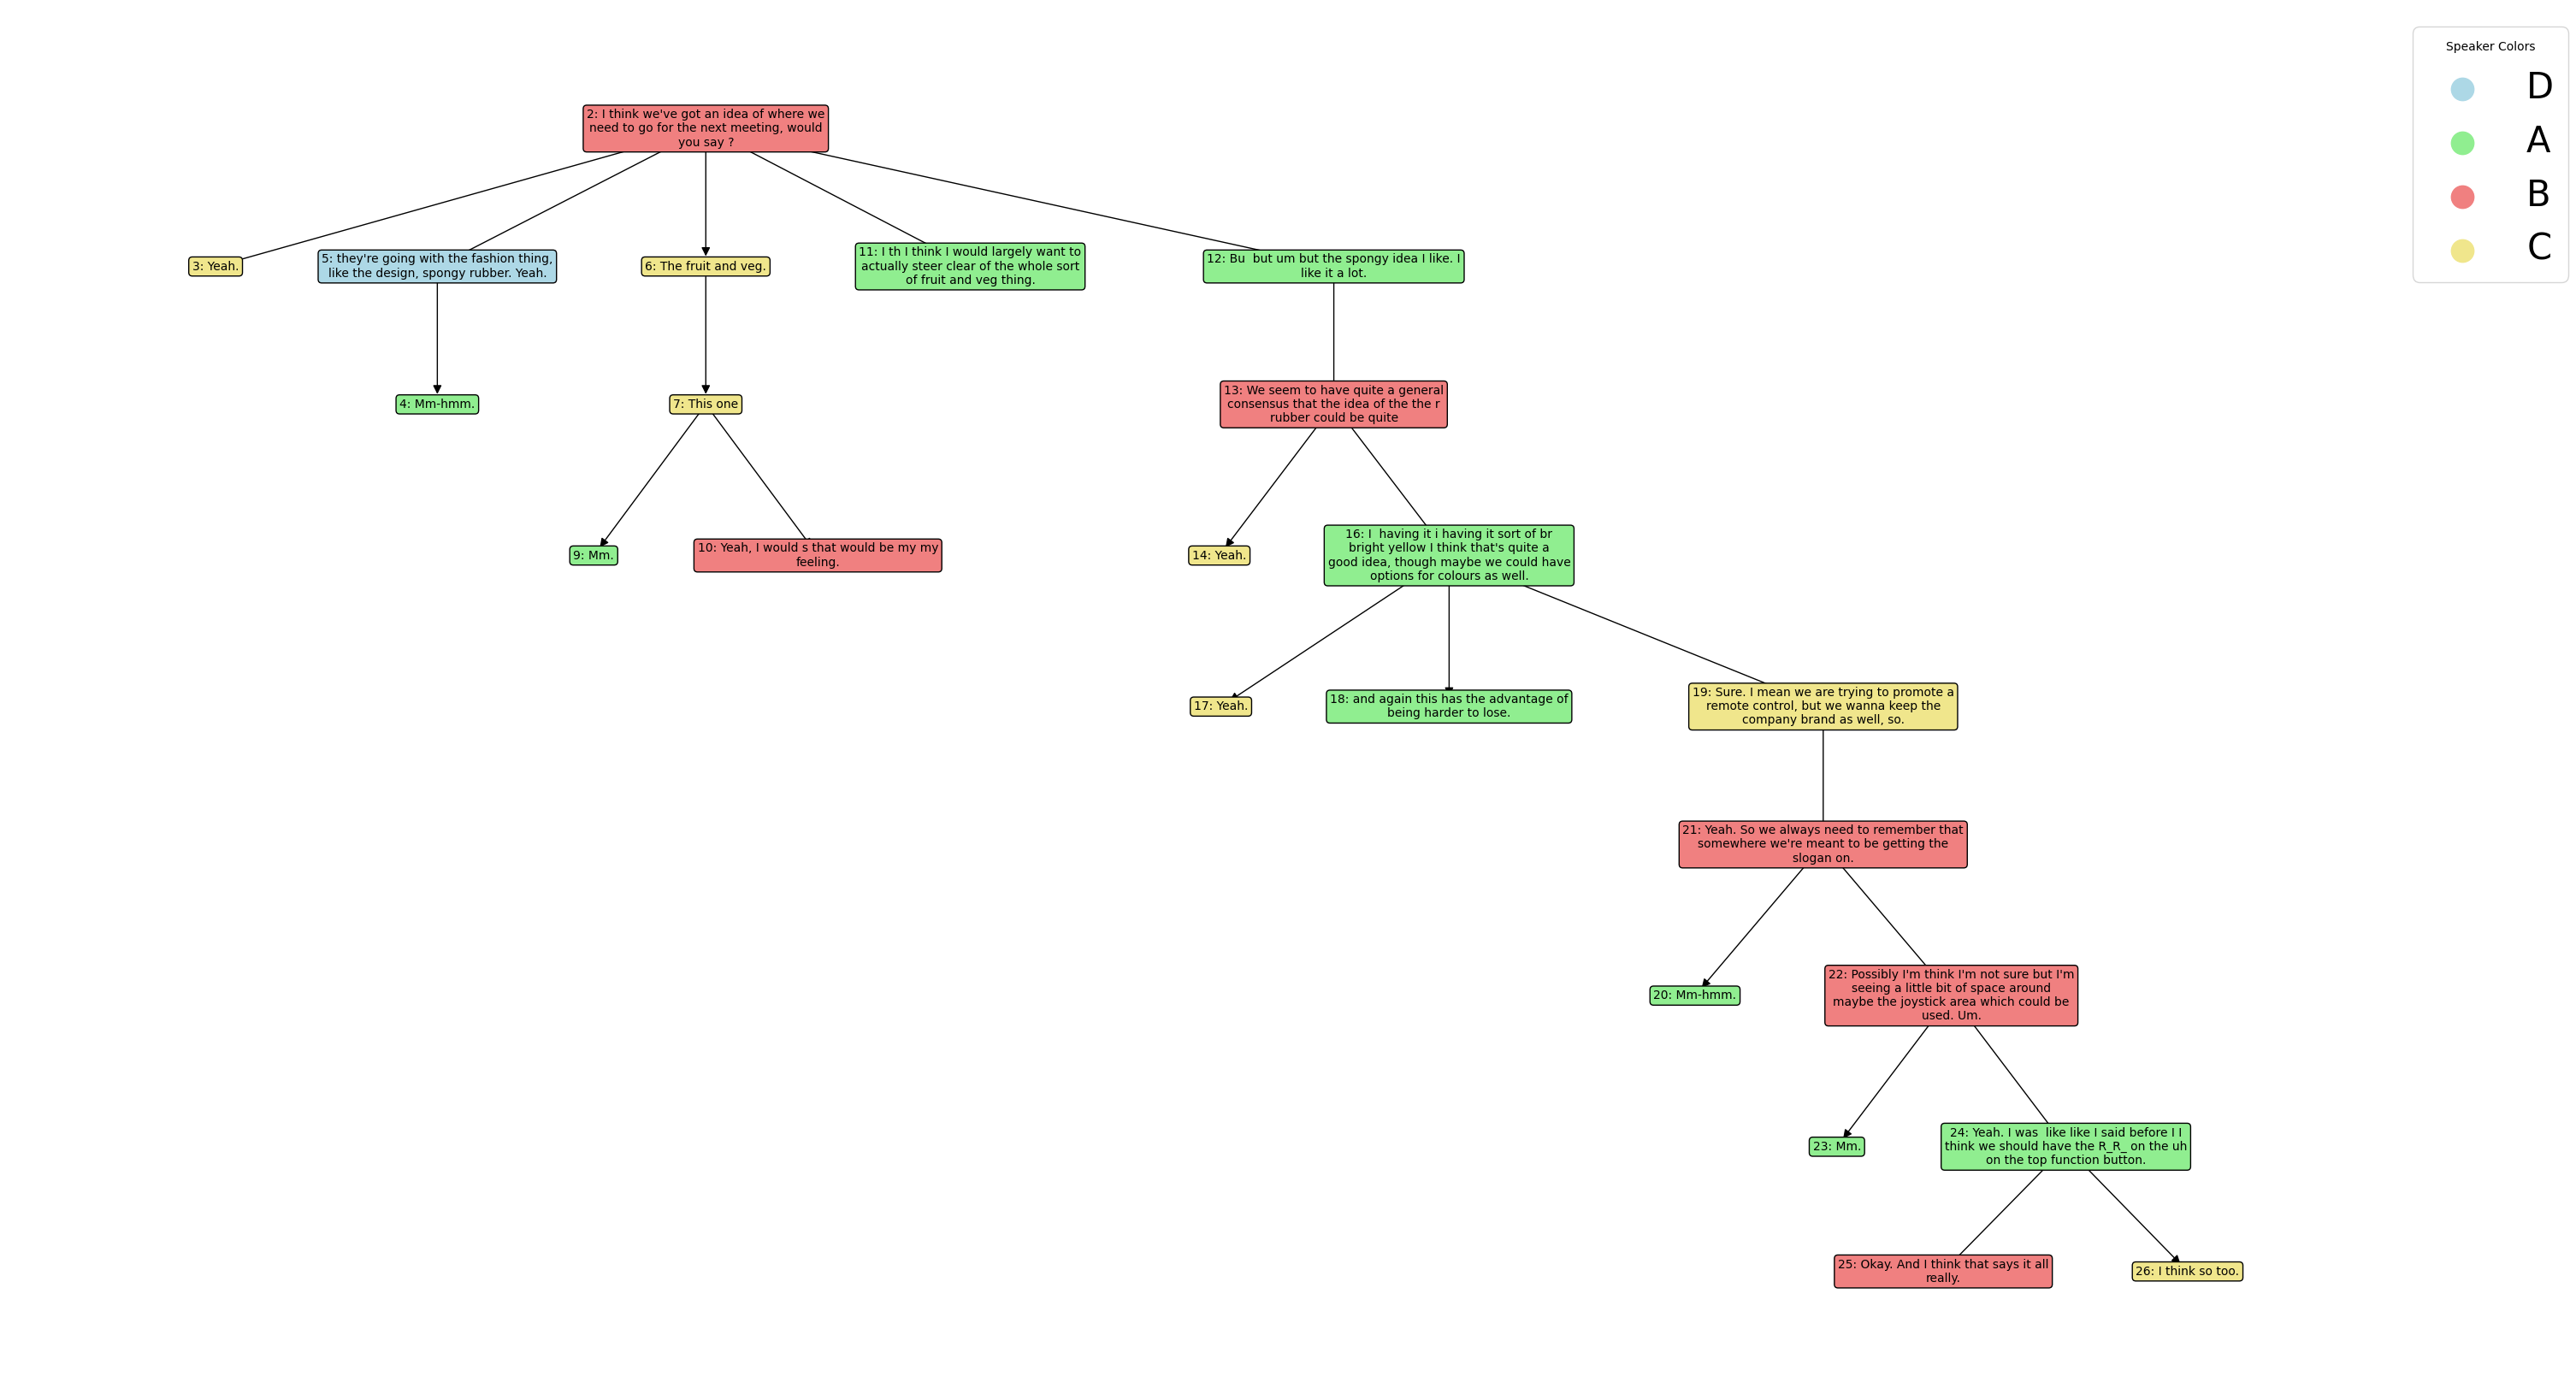 Speaker Colors
D
A
B
C
2: I think we've got an idea of where we
need to go for the next meeting, would
you say ?
3: Yeah.
5: they're going with the fashion thing,
like the design, spongy rubber. Yeah.
6: The fruit and veg.
11: I th I think I would largely want to
actually steer clear of the whole sort
of fruit and veg thing.
12: Bu  but um but the spongy idea I like. I
like it a lot.
4: Mm-hmm.
7: This one
13: We seem to have quite a general
consensus that the idea of the the r
rubber could be quite
9: Mm.
10: Yeah, I would s that would be my my
feeling.
14: Yeah.
16: I  having it i having it sort of br
bright yellow I think that's quite a
good idea, though maybe we could have
options for colours as well.
17: Yeah.
18: and again this has the advantage of
being harder to lose.
19: Sure. I mean we are trying to promote a
remote control, but we wanna keep the
company brand as well, so.
21: Yeah. So we always need to remember that
somewhere we're meant to be getting the
slogan on.
20: Mm-hmm.
22: Possibly I'm think I'm not sure but I'm
seeing a little bit of space around
maybe the joystick area which could be
used. Um.
23: Mm.
24: Yeah. I was  like like I said before I I
think we should have the R_R_ on the uh
on the top function button.
25: Okay. And I think that says it all
really.
26: I think so too.